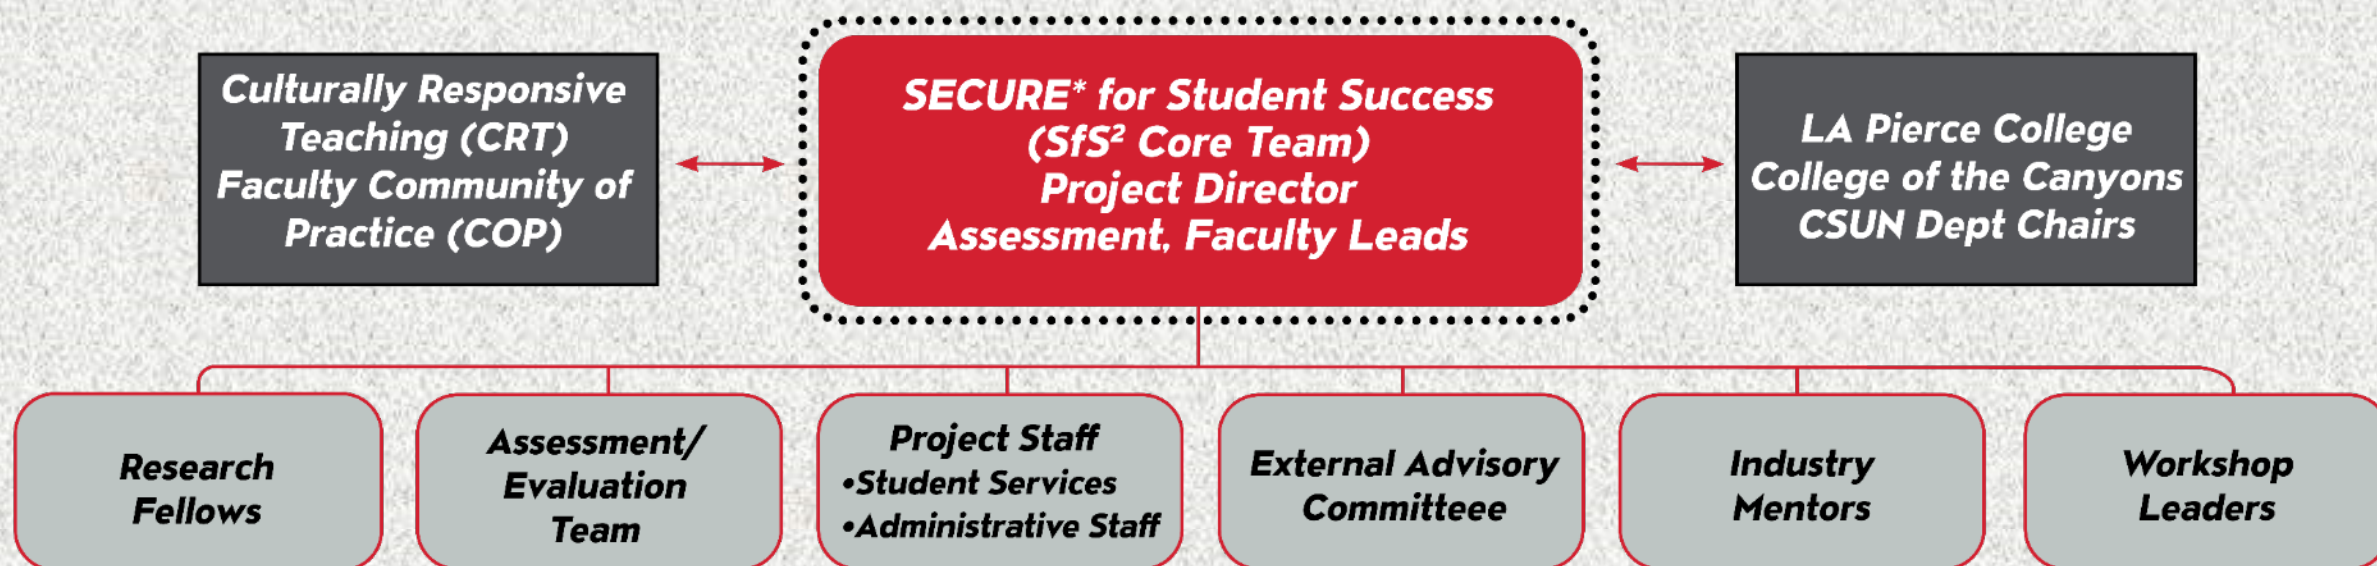 Culturally Responsive
Teaching (CRT)
Faculty Community of
Practice (COP)
SECURE* for Student Success
(SfS² Core Team)
Project Director
Assessment, Faculty Leads
LA Pierce College
College of the Canyons
CSUN Dept Chairs
Research
Fellows
Assessment/
Evaluation
Team
Project Staff
•Student Services
•Administrative Staff
External Advisory
Committeee
Industry
Mentors
Workshop
Leaders